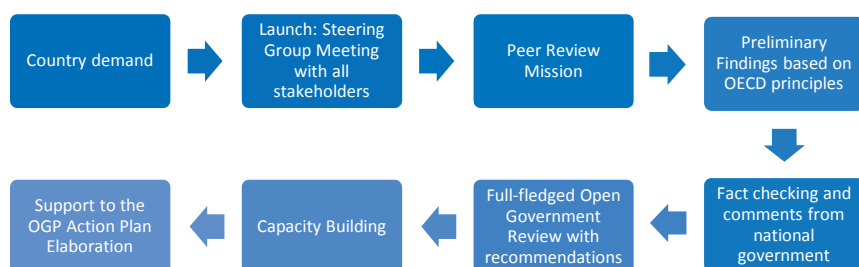 Country demand
Launch: Steering
Group Meeting
with all
stakeholders
Peer Review
Mission
Preliminary
Findings based on
OECD principles
Fact checking and
comments from
national
government
Full-fledged Open
Government
Review with
recommendations
Capacity Building
Support to the
OGP Action Plan
Elaboration